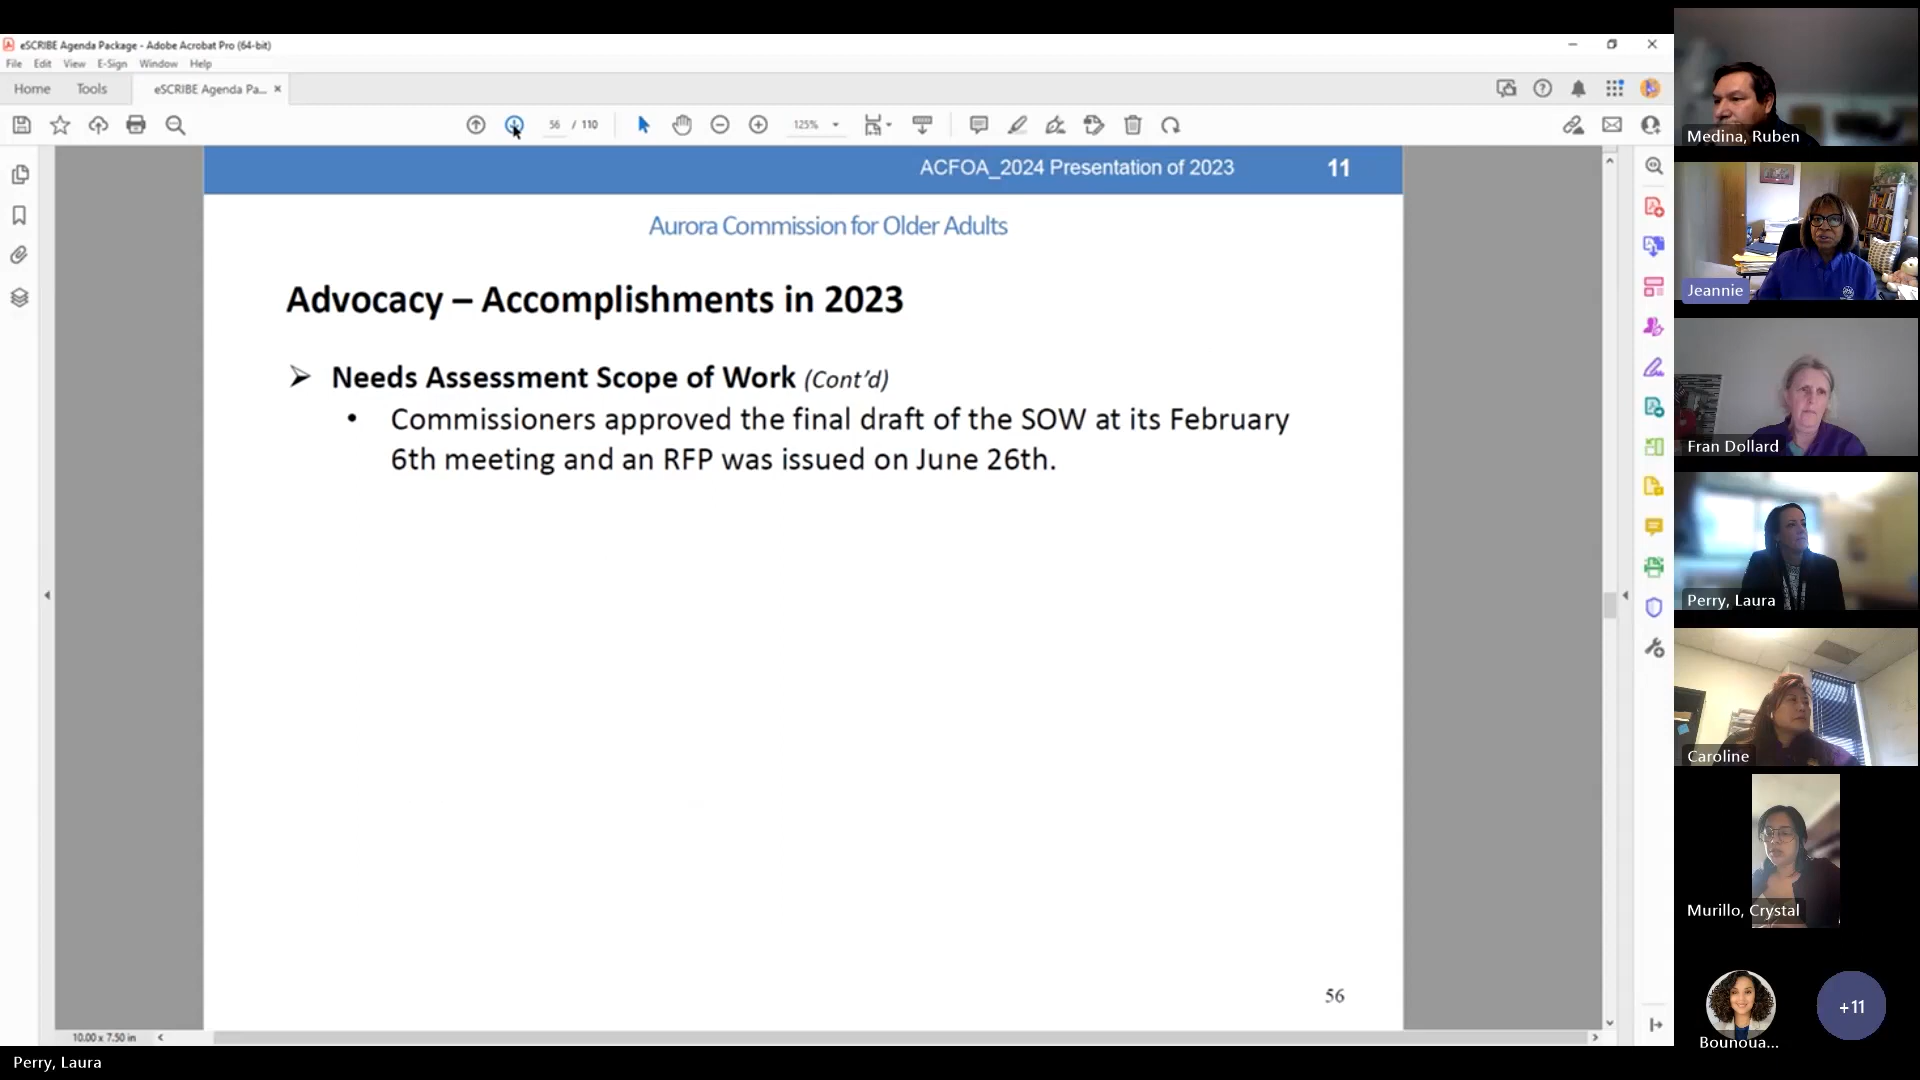 eSCRIBE Agenda Package - Adobe Acrobat Pro (64-bit)
File Edit View E-Sign Window Help
Home Tools eSCRIBE Agenda Pa... ×
56 / 110 125%
ACFOA_2024 Presentation of 2023 11
Aurora Commission for Older Adults
Advocacy – Accomplishments in 2023
➢ Needs Assessment Scope of Work (Cont’d)
• Commissioners approved the final draft of the SOW at its February
6th meeting and an RFP was issued on June 26th.
56
10.00 x 7.50 in
Perry, Laura
Medina, Ruben
Jeannie
Fran Dollard
Perry, Laura
Caroline
Murillo, Crystal
Bounoua...
+11